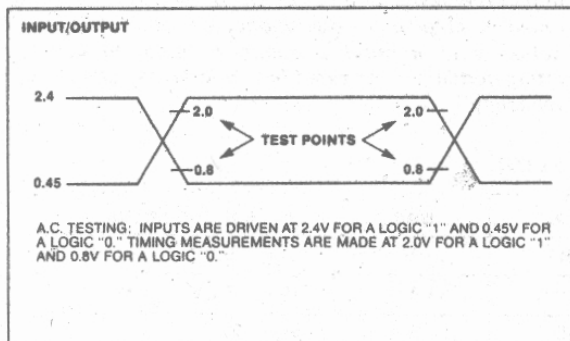 INPUT/OUTPUT
2.4
2.0
2.0
TEST POINTS
0.8
0.8
0.45
A.C. TESTING: INPUTS ARE DRIVEN AT 2.4V FOR A LOGIC "1" AND 0.45V FOR
A LOGIC "0." TIMING MEASUREMENTS ARE MADE AT 2.0V FOR A LOGIC "1"
AND 0.8V FOR A LOGIC "0."